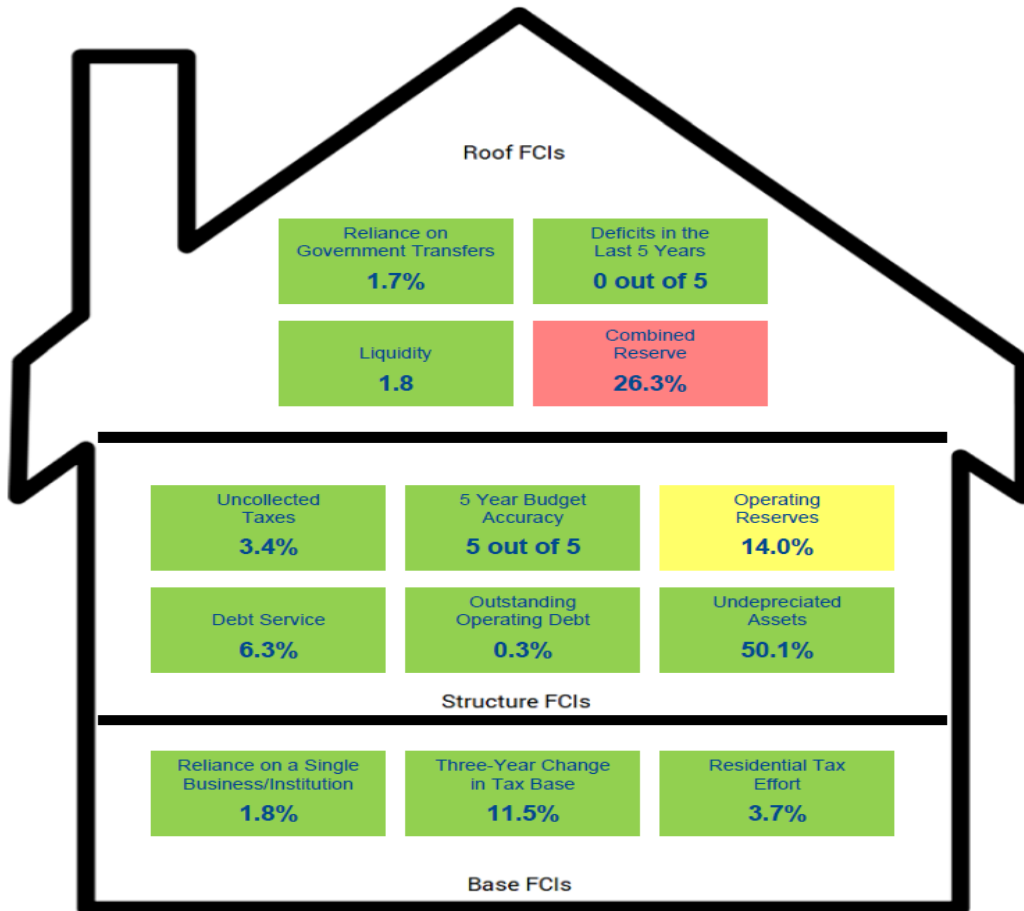 Roof FCIs
Reliance on
Government Transfers
1.7%
Deficits in the
Last 5 Years
0 out of 5
Liquidity
1.8
Combined
Reserve
26.3%
Uncollected
Taxes
3.4%
5 Year Budget
Accuracy
5 out of 5
Operating
Reserves
14.0%
Debt Service
6.3%
Outstanding
Operating Debt
0.3%
Undepreciated
Assets
50.1%
Structure FCIs
Reliance on a Single
Business/Institution
1.8%
Three-Year Change
in Tax Base
11.5%
Residential Tax
Effort
3.7%
Base FCIs